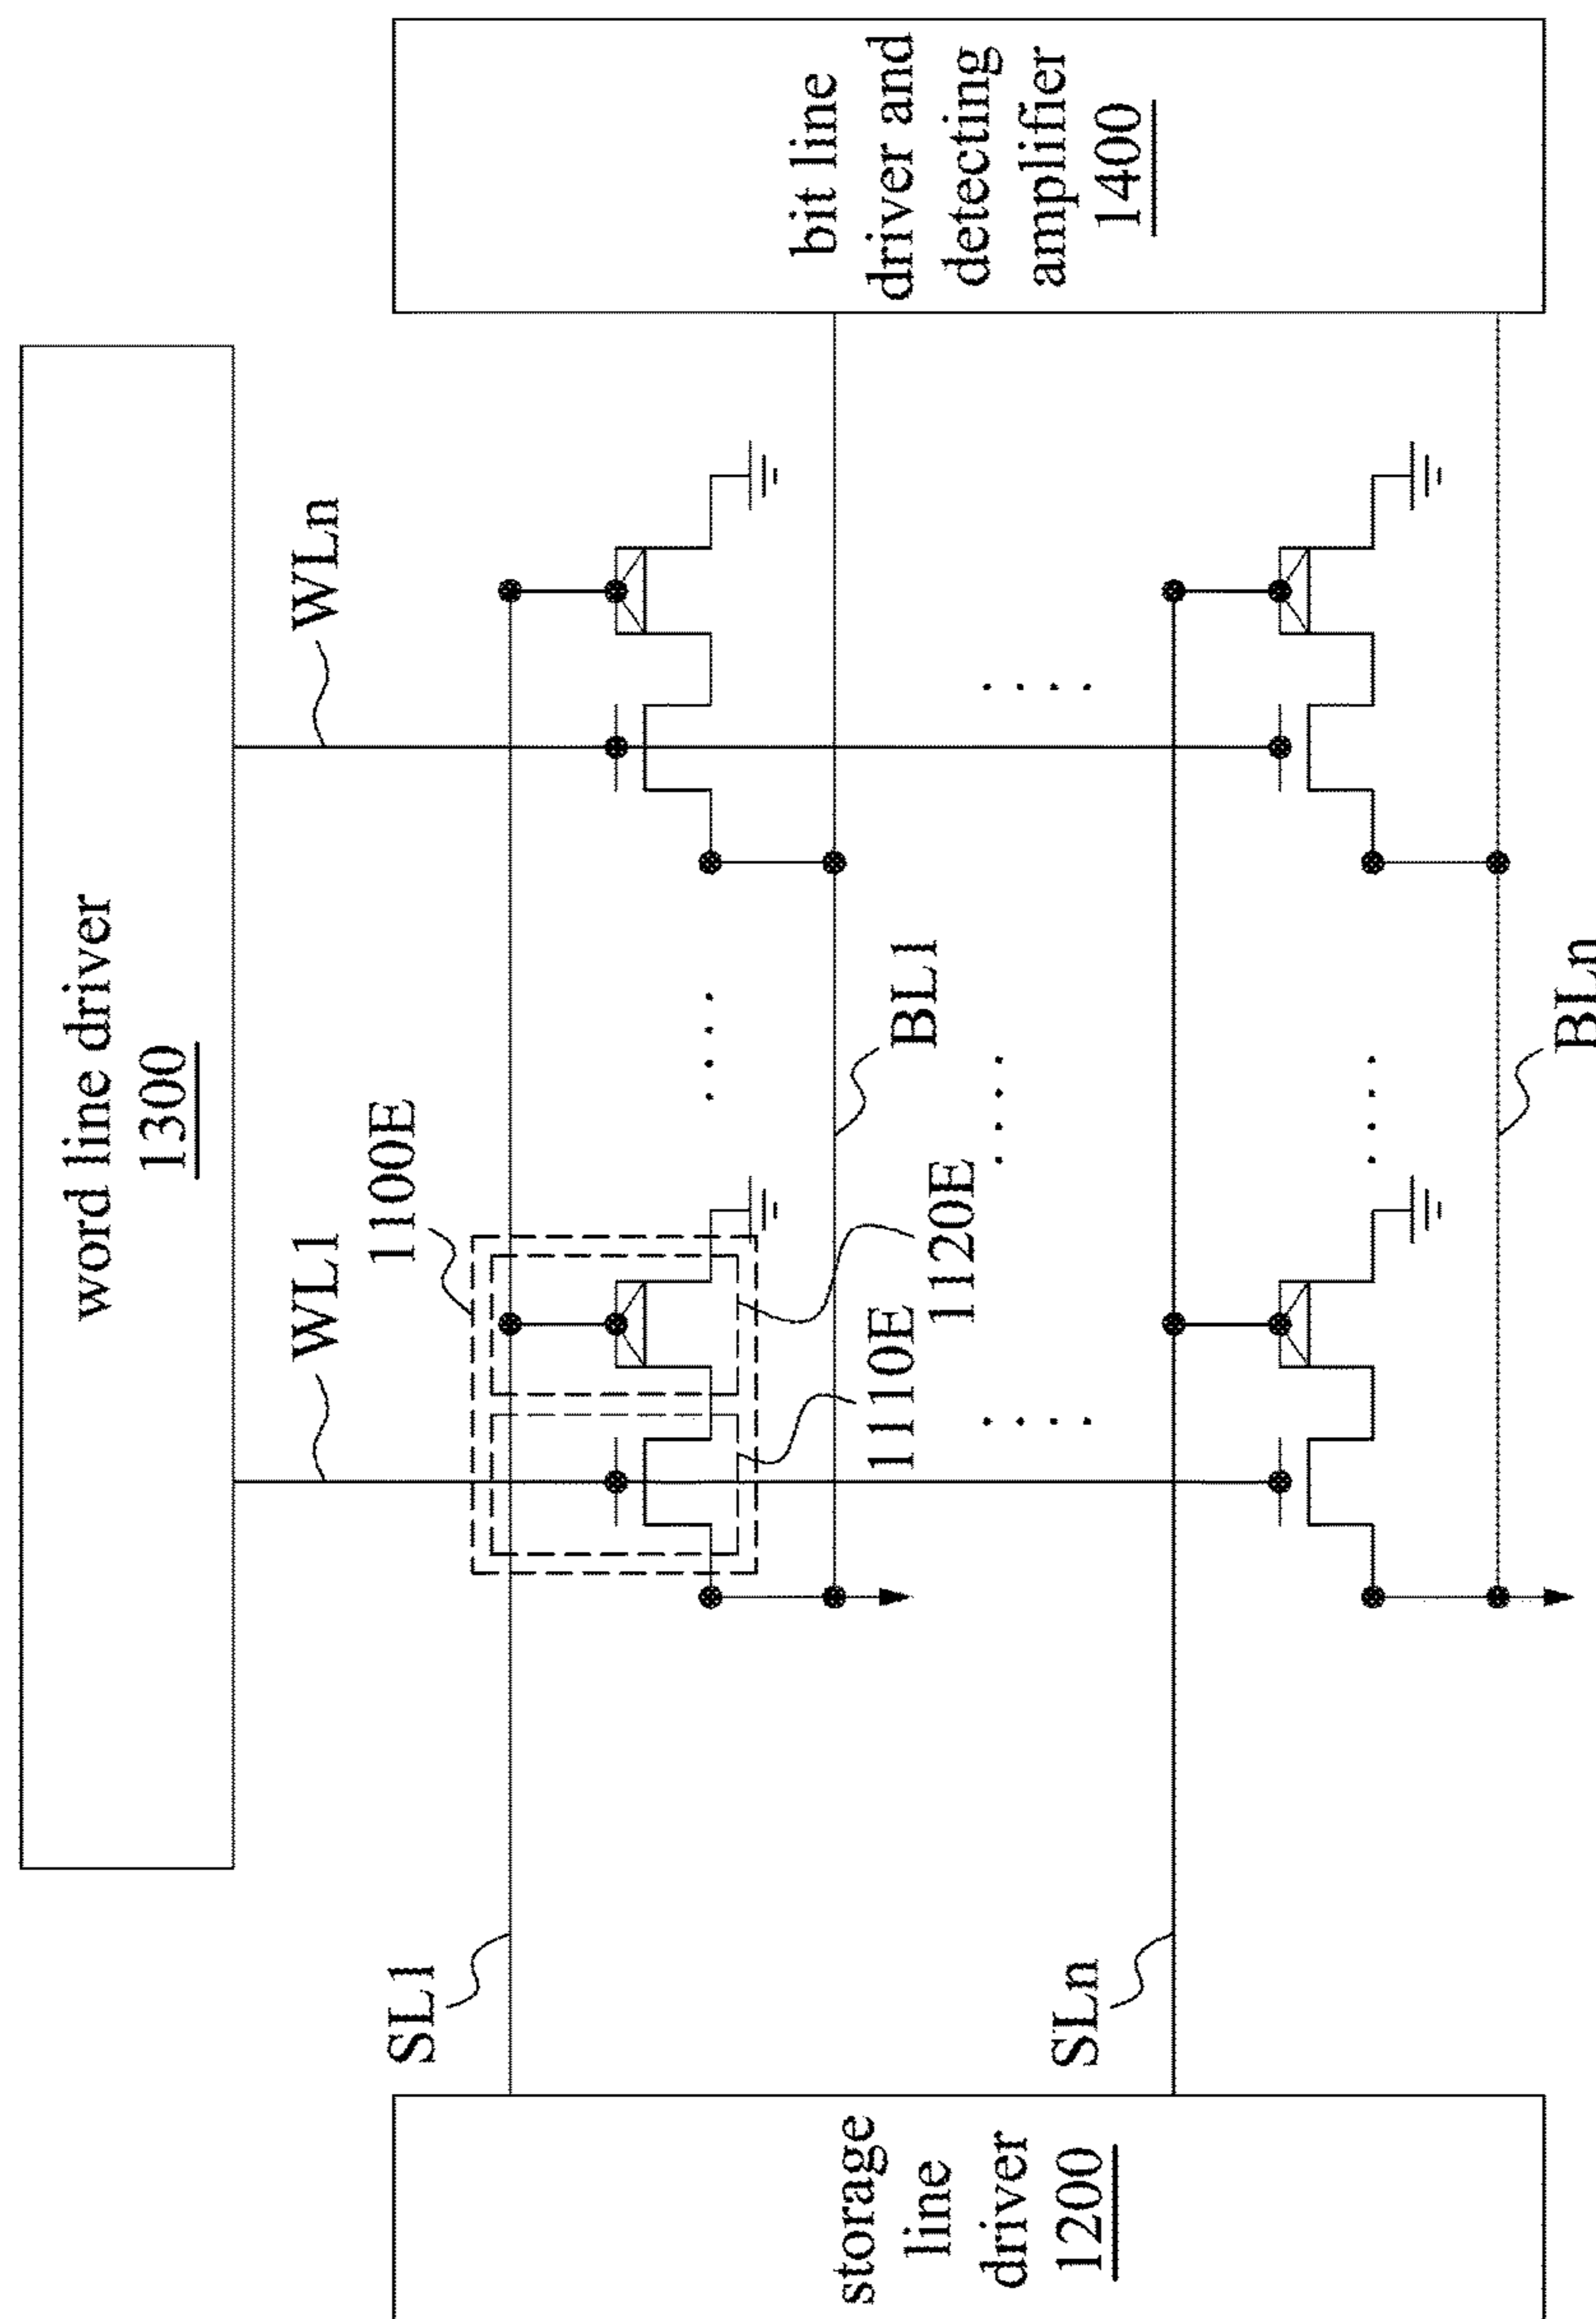 word line driver
1300
WL1
WLn
1100E
SL1
storage
line
driver
1200
bit line
driver and
detecting
amplifier
1400
1110E
1120E
BL1
SLn
BLn